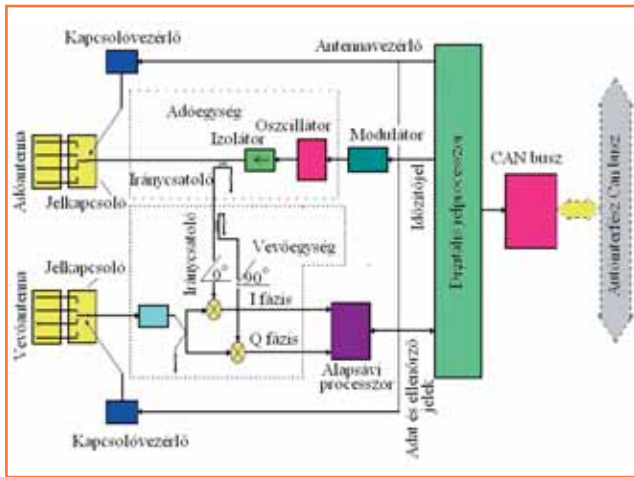 Kapcsolóvezérlő
Antennavezérlő
Adóegység
Oszcillátor
Izolátor
Modulátor
CAN busz
Adóantenna
Iránycsatoló
Jelkapcsoló
Időzítőjel
Digitális jelprocesszor
Autóinterfész Can busz
Iránycsatoló
Vevőegység
Jelkapcsoló
0°
90°
I fázis
Vevőantenna
Q fázis
Alapsávi
processzor
Adat és ellenőrző
jelek
Kapcsolóvezérlő